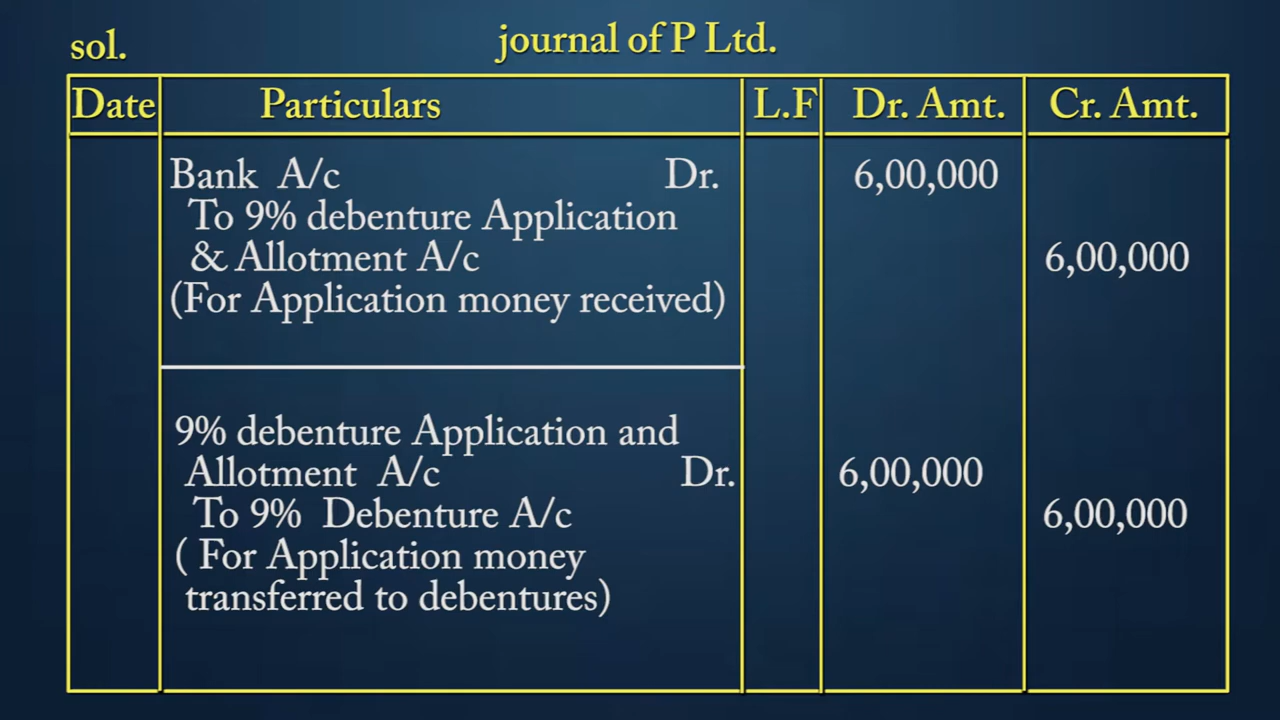 sol.
journal of P Ltd.
Date Particulars L.F Dr. Amt. Cr. Amt.
Bank A/c Dr. 6,00,000
To 9% debenture Application
& Allotment A/c 6,00,000
(For Application money received)
9% debenture Application and
Allotment A/c Dr. 6,00,000
To 9% Debenture A/c 6,00,000
( For Application money
transferred to debentures)